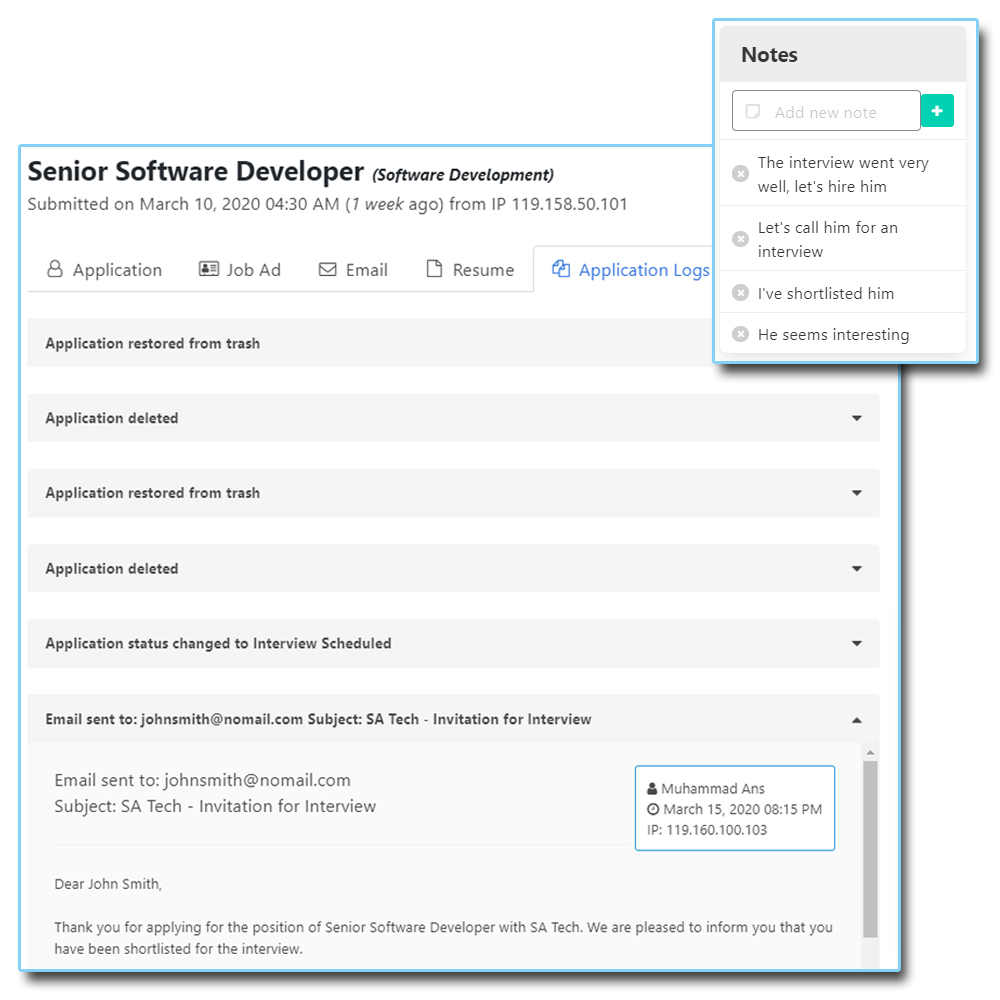 Notes
Add new note
The interview went very
well, let's hire him
Let's call him for an
interview
I've shortlisted him
He seems interesting
Senior Software Developer (Software Development)
Submitted on March 10, 2020 04:30 AM (1 week ago) from IP 119.158.50.101
Application Job Ad Email Resume Application Logs
Application restored from trash
Application deleted
Application restored from trash
Application deleted
Application status changed to Interview Scheduled
Email sent to: johnsmith@nomail.com Subject: SA Tech - Invitation for Interview
Email sent to: johnsmith@nomail.com
Subject: SA Tech - Invitation for Interview
Muhammad Ans
March 15, 2020 08:15 PM
IP: 119.160.100.103
Dear John Smith,
Thank you for applying for the position of Senior Software Developer with SA Tech. We are pleased to inform you that you
have been shortlisted for the interview.